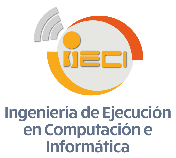 iECi
Ingeniería de Ejecución
en Computación e
Informática